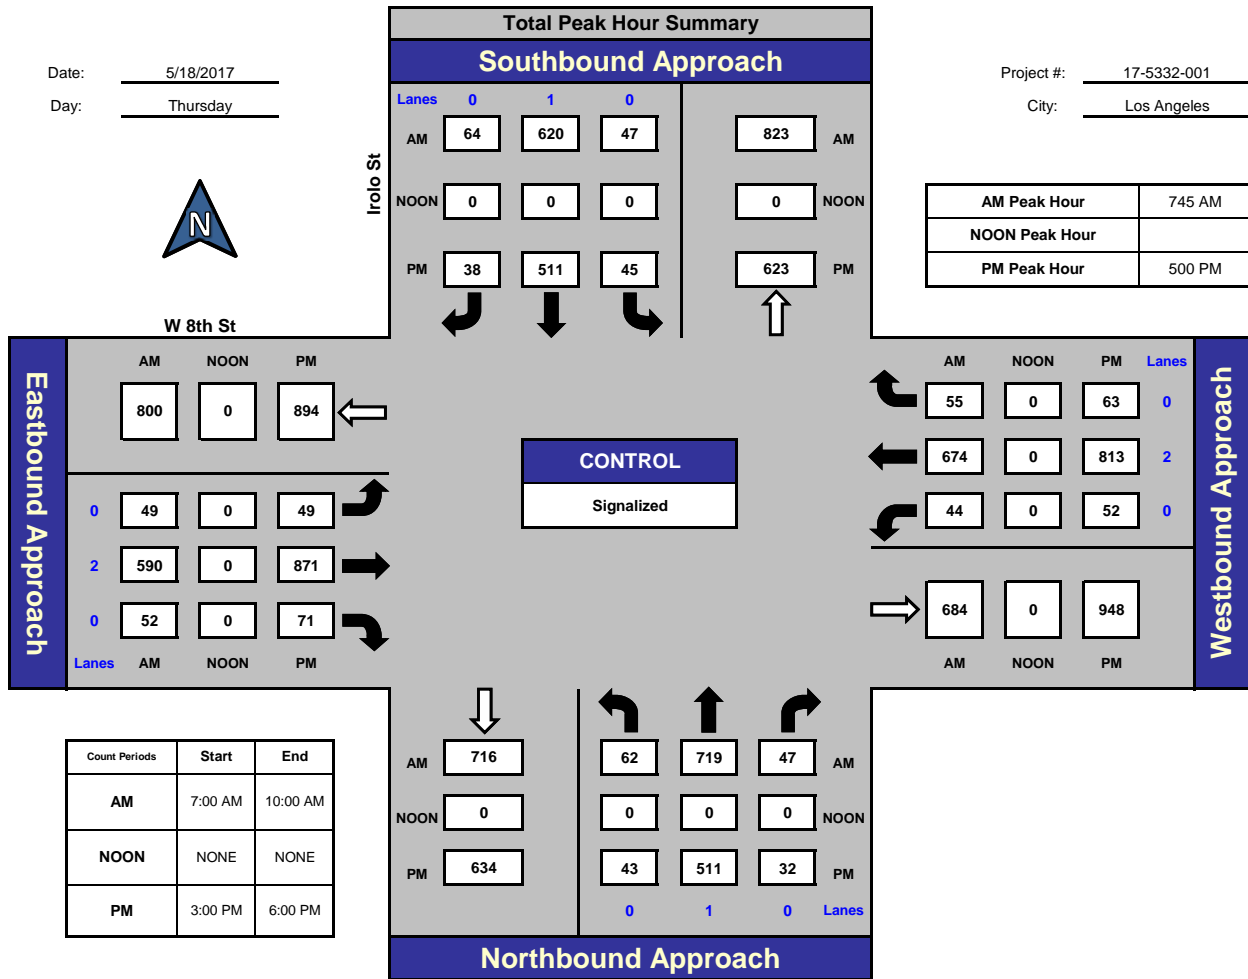 Total Peak Hour Summary
Southbound Approach
Date: 5/18/2017
Day: Thursday
Project #: 17-5332-001
City: Los Angeles
N
Irolo St
Lanes 0 1 0
AM 64 620 47 823 AM
NOON 0 0 0 0 NOON
PM 38 511 45 623 PM
AM Peak Hour 745 AM
NOON Peak Hour
PM Peak Hour 500 PM
W 8th St
Eastbound Approach
AM NOON PM
800 0 894
0 49 0 49
2 590 0 871
0 52 0 71
Lanes AM NOON PM
CONTROL
Signalized
AM NOON PM Lanes
55 0 63 0
674 0 813 2
44 0 52 0
684 0 948
AM NOON PM
Westbound Approach
Count Periods Start End
AM 7:00 AM 10:00 AM
NOON NONE NONE
PM 3:00 PM 6:00 PM
AM 716 62 719 47 AM
NOON 0 0 0 0 NOON
PM 634 43 511 32 PM
0 1 0 Lanes
Northbound Approach